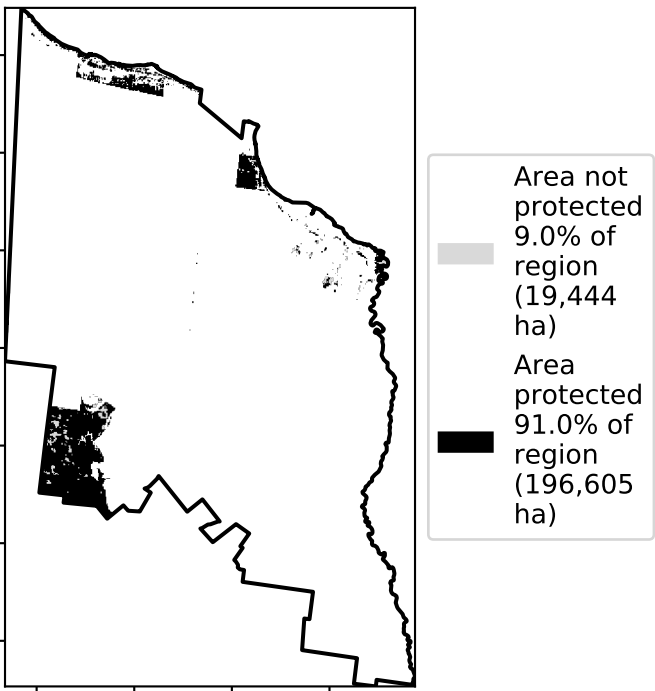 Area not
protected
9.0% of
region
(19,444
ha)
Area
protected
91.0% of
region
(196,605
ha)